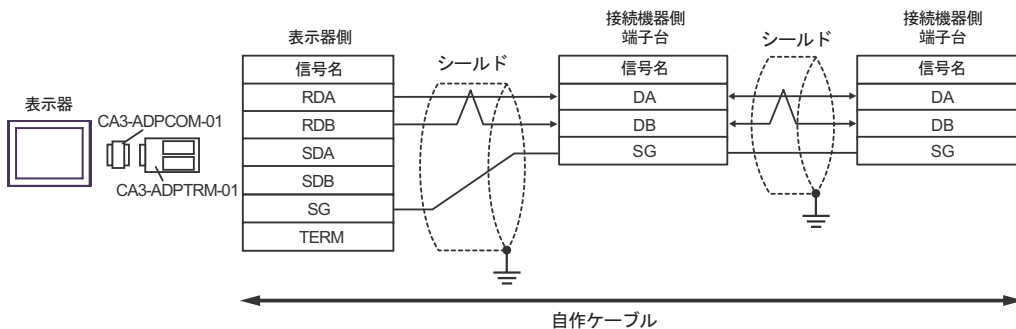 表示器
CA3-ADPCOM-01
CA3-ADPTRM-01
表示器側
信号名
RDA
RDB
SDA
SDB
SG
TERM
シールド
接続機器側
端子台
信号名
DA
DB
SG
シールド
接続機器側
端子台
信号名
DA
DB
SG
自作ケーブル